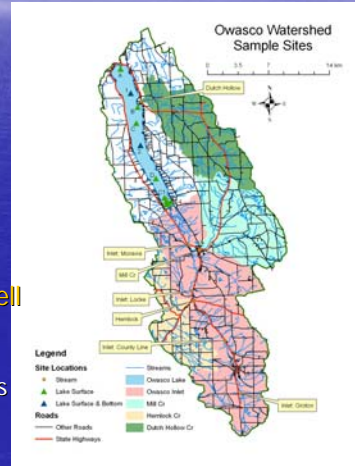 Owasco Watershed
Sample Sites
0 3.5 7 14 km
Dutch Hollow
Inlet: Moravia
Mill Cr
Inlet: Locke
Hemlock
Inlet: County Line
Inlet: Groton
ell
s
Legend
Site Locations
Stream
Lake Surface
Lake Surface & Bottom
Roads
Other Roads
State Highways
Streams
Owasco Lake
Owasco Inlet
Mill Cr
Hemlock Cr
Dutch Hollow Cr